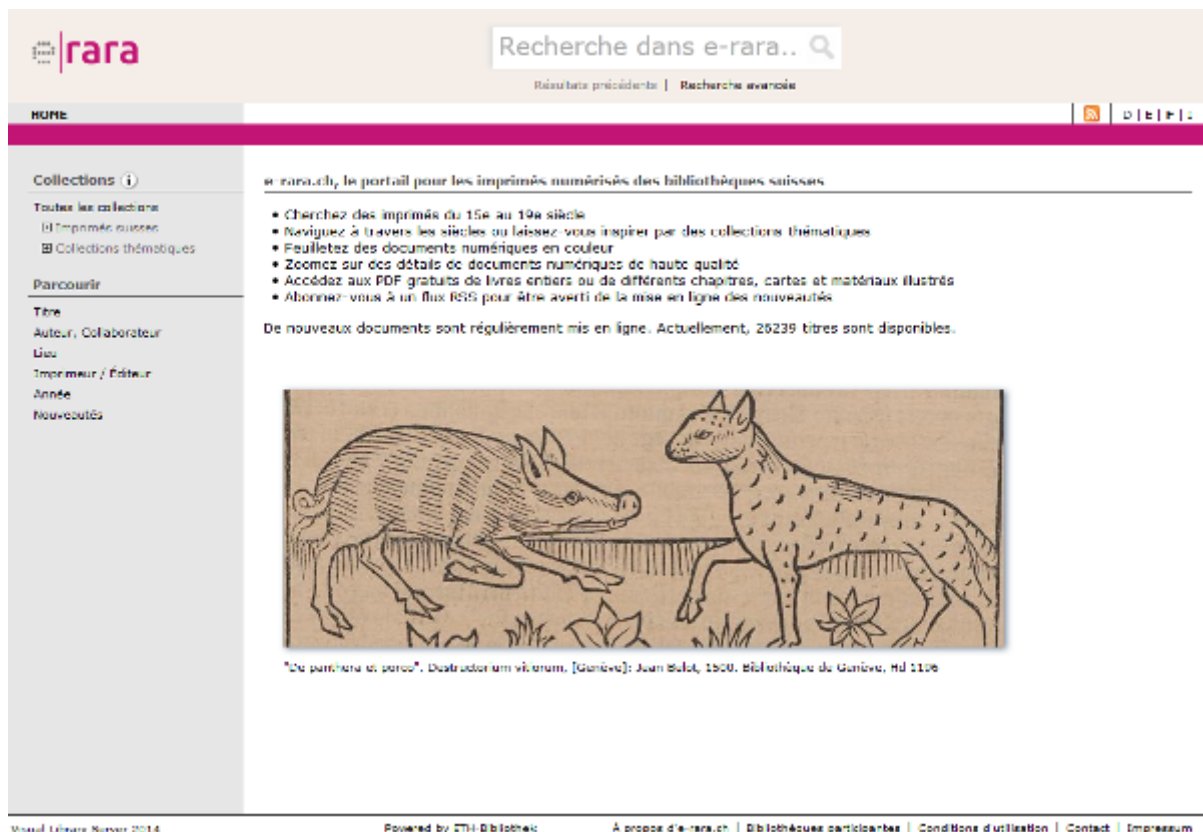 e|rara
Recherche dans e-rara..
Résultats précédents | Recherche avancée
HOME
D | E | F | I
Collections i
Toutes les collections
Imprimés suisses
Collections thématiques
Parcourir
Titre
Auteur, Collaborateur
Lieu
Imprimeur / Éditeur
Année
Nouveautés
e-rara.ch, le portail pour les imprimés numérisés des bibliothèques suisses
• Cherchez des imprimés du 15e au 19e siècle
• Naviguez à travers les siècles ou laissez-vous inspirer par des collections thématiques
• Feuilletez des documents numériques en couleur
• Zoomez sur des détails de documents numériques de haute qualité
• Accédez aux PDF gratuits de livres entiers ou de différents chapitres, cartes et matériaux illustrés
• Abonnez-vous à un flux RSS pour être averti de la mise en ligne des nouveautés
De nouveaux documents sont régulièrement mis en ligne. Actuellement, 26239 titres sont disponibles.
"De panthera et porco". Destructorium vitiorum, [Genève]: Jean Belot, 1500. Bibliothèque de Genève, Hd 1196
Visual Library Server 2014
Powered by ETH-Bibliothek
À propos d'e-rara.ch | Bibliothèques participantes | Conditions d'utilisation | Contact | Impressum